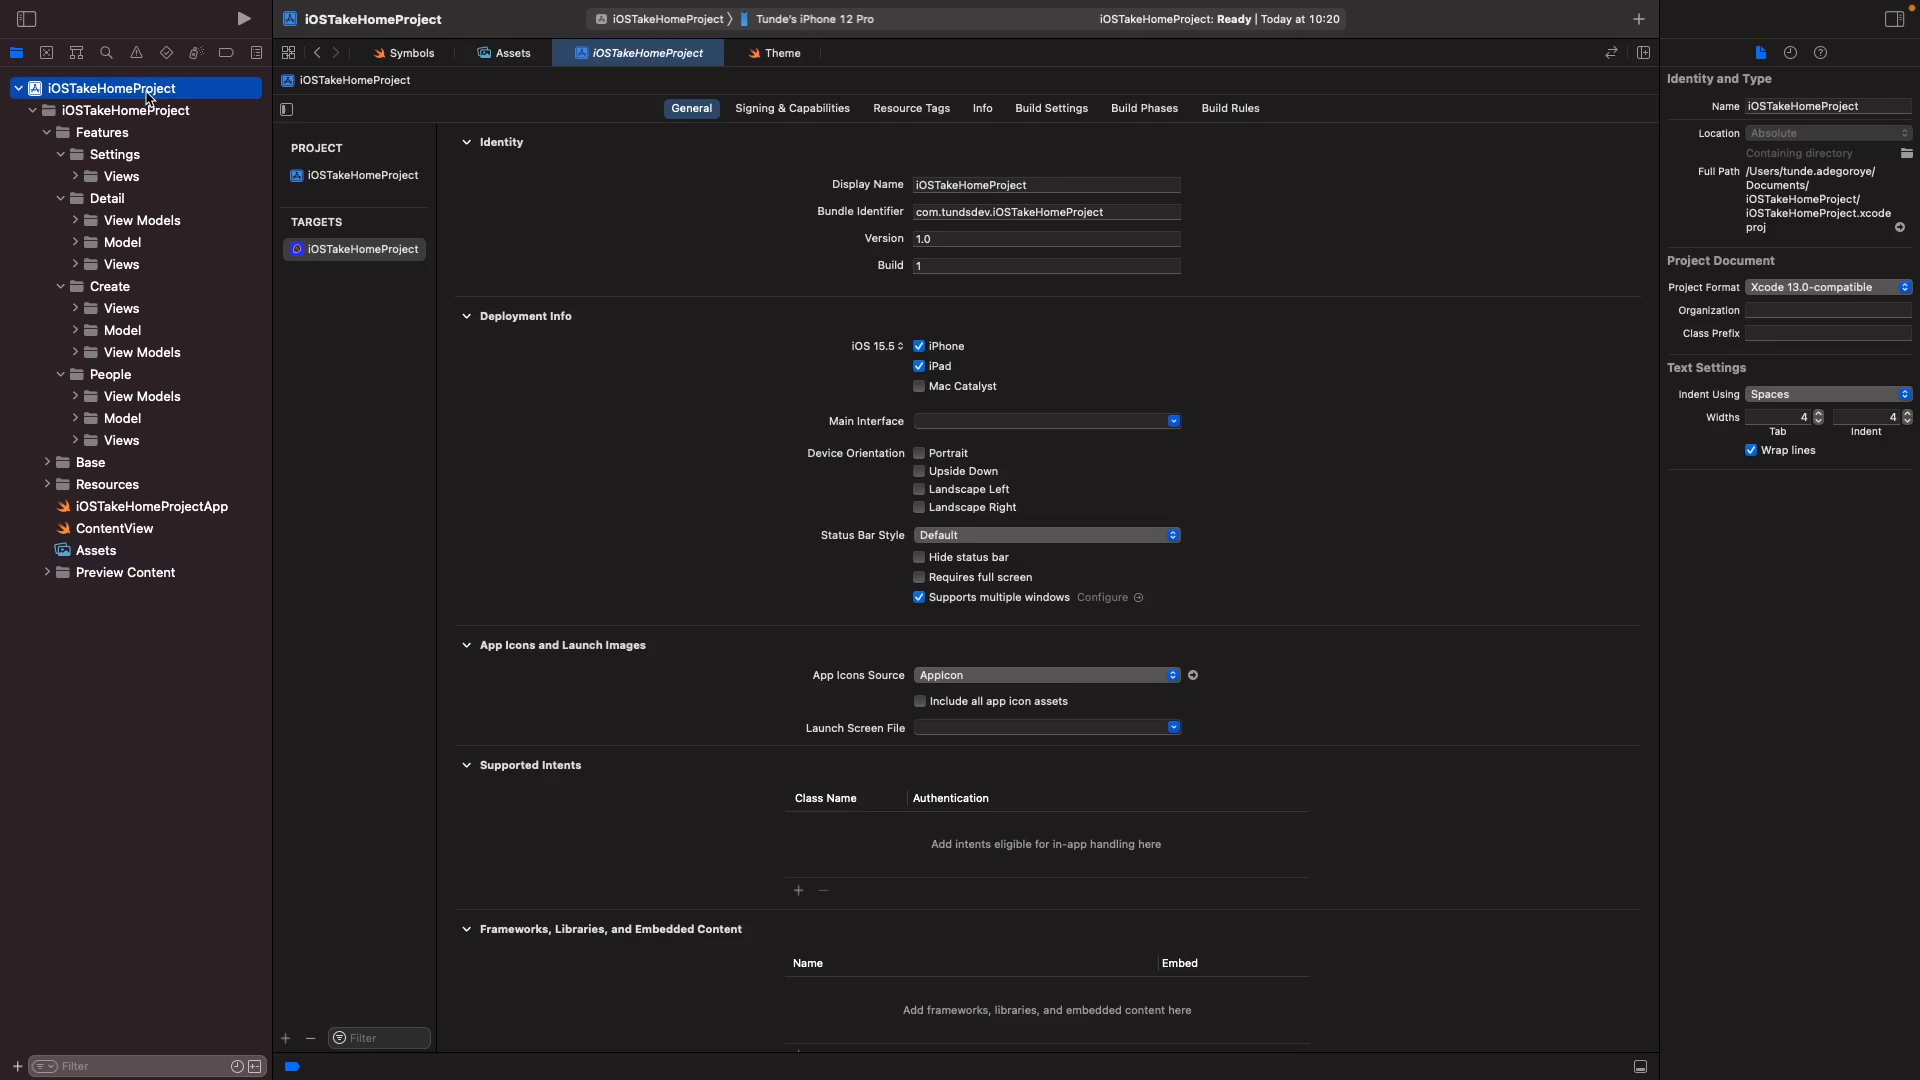 iOSTakeHomeProject
iOSTakeHomeProject
Tunde's iPhone 12 Pro
iOSTakeHomeProject: Ready | Today at 10:20
Symbols
Assets
iOSTakeHomeProject
Theme
iOSTakeHomeProject
General
Signing & Capabilities
Resource Tags
Info
Build Settings
Build Phases
Build Rules
iOSTakeHomeProject
iOSTakeHomeProject
Features
Settings
Views
Detail
View Models
Model
Views
Create
Views
Model
View Models
People
View Models
Model
Views
Base
Resources
iOSTakeHomeProjectApp
ContentView
Assets
Preview Content
Filter
PROJECT
iOSTakeHomeProject
TARGETS
iOSTakeHomeProject
Filter
Identity
Display Name iOSTakeHomeProject
Bundle Identifier com.tundsdev.iOSTakeHomeProject
Version 1.0
Build 1
Deployment Info
iOS 15.5 iPhone
iPad
Mac Catalyst
Main Interface
Device Orientation Portrait
Upside Down
Landscape Left
Landscape Right
Status Bar Style Default
Hide status bar
Requires full screen
Supports multiple windows Configure
App Icons and Launch Images
App Icons Source AppIcon
Include all app icon assets
Launch Screen File
Supported Intents
Class Name Authentication
Add intents eligible for in-app handling here
Frameworks, Libraries, and Embedded Content
Name Embed
Add frameworks, libraries, and embedded content here
Identity and Type
Name iOSTakeHomeProject
Location Absolute
Containing directory
Full Path /Users/tunde.adegoroye/
Documents/
iOSTakeHomeProject/
iOSTakeHomeProject.xcode
proj
Project Document
Project Format Xcode 13.0-compatible
Organization
Class Prefix
Text Settings
Indent Using Spaces
Widths 4 4
Tab Indent
Wrap lines